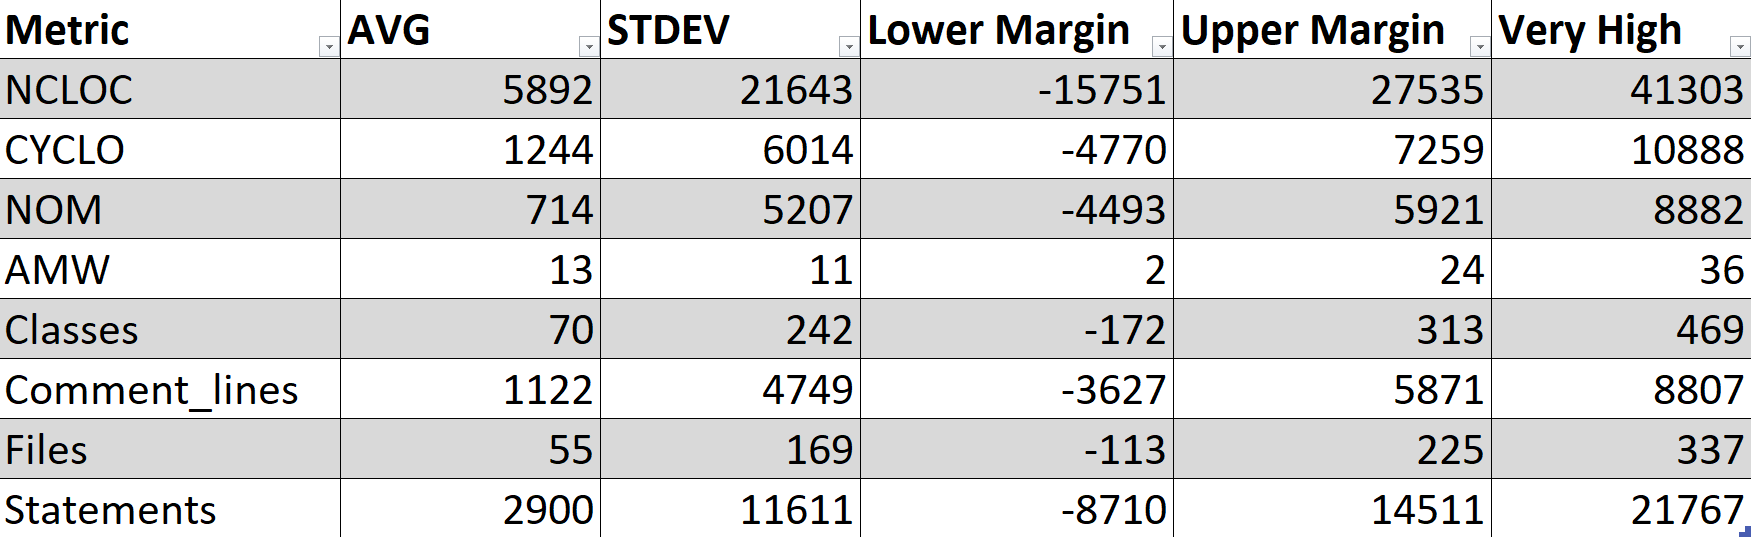 Metric AVG STDEV Lower Margin Upper Margin Very High
NCLOC 5892 21643 -15751 27535 41303
CYCLO 1244 6014 -4770 7259 10888
NOM 714 5207 -4493 5921 8882
AMW 13 11 2 24 36
Classes 70 242 -172 313 469
Comment_lines 1122 4749 -3627 5871 8807
Files 55 169 -113 225 337
Statements 2900 11611 -8710 14511 21767